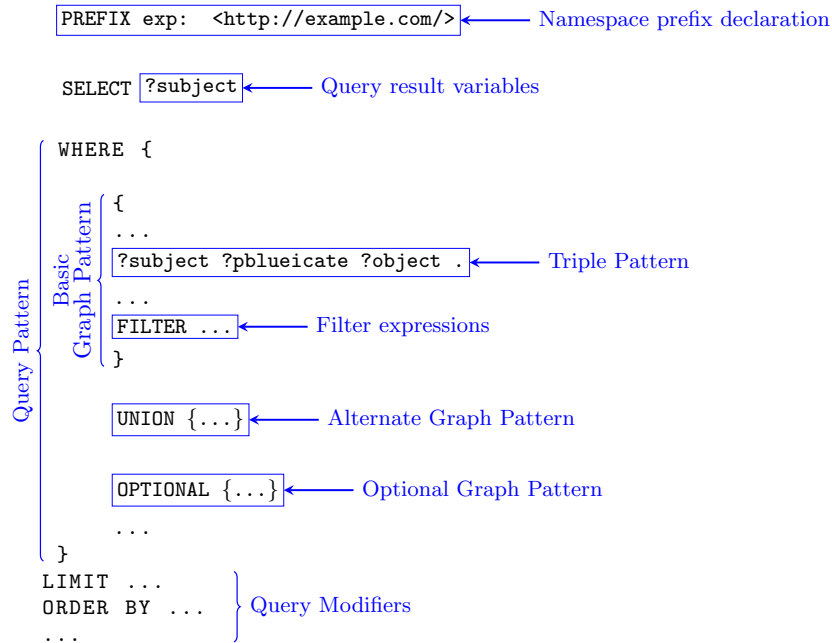 PREFIX exp: <http://example.com/> Namespace prefix declaration
SELECT ?subject Query result variables
WHERE {
{
...
?subject ?pblueicate ?object . Triple Pattern
...
FILTER ... Filter expressions
}
Basic
Graph Pattern
Query Pattern
UNION {...} Alternate Graph Pattern
OPTIONAL {...} Optional Graph Pattern
...
}
LIMIT ...
ORDER BY ... Query Modifiers
...